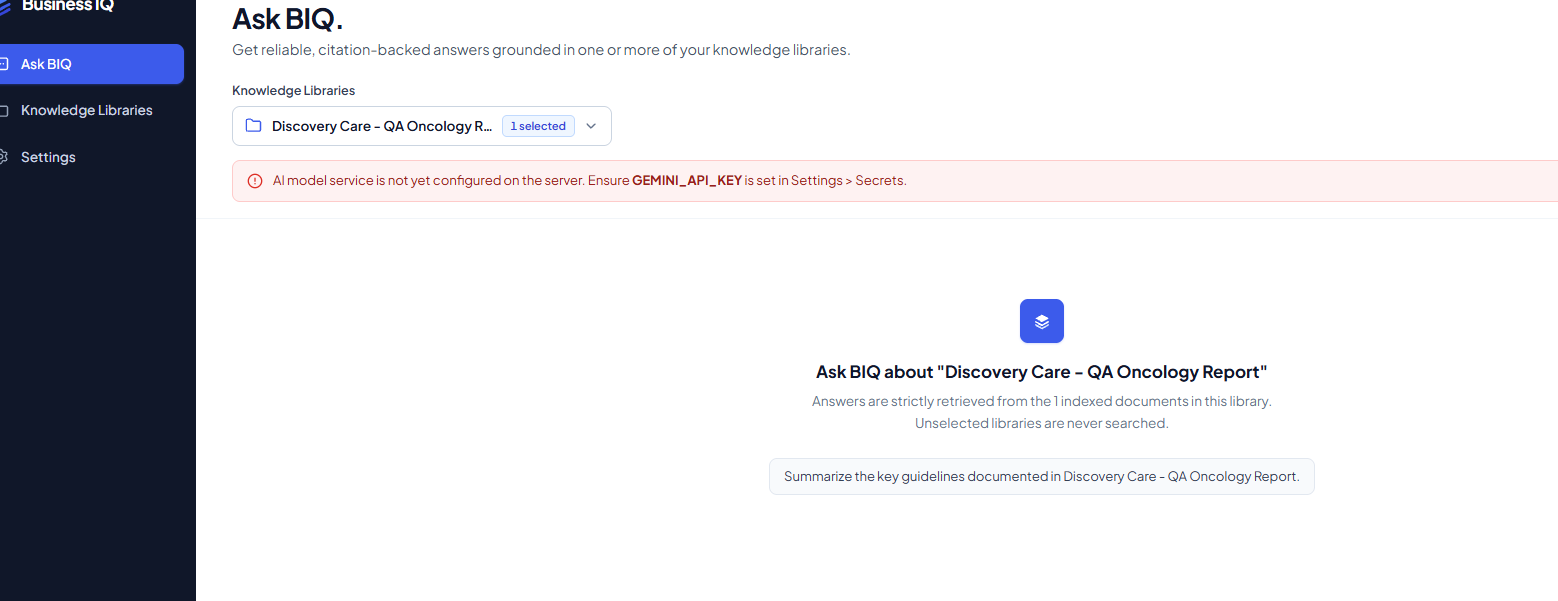 Business IQ
Ask BIQ
Knowledge Libraries
Settings
Ask BIQ.
Get reliable, citation-backed answers grounded in one or more of your knowledge libraries.
Knowledge Libraries
Discovery Care - QA Oncology R... 1 selected
AI model service is not yet configured on the server. Ensure GEMINI_API_KEY is set in Settings > Secrets.
Ask BIQ about "Discovery Care - QA Oncology Report"
Answers are strictly retrieved from the 1 indexed documents in this library.
Unselected libraries are never searched.
Summarize the key guidelines documented in Discovery Care - QA Oncology Report.